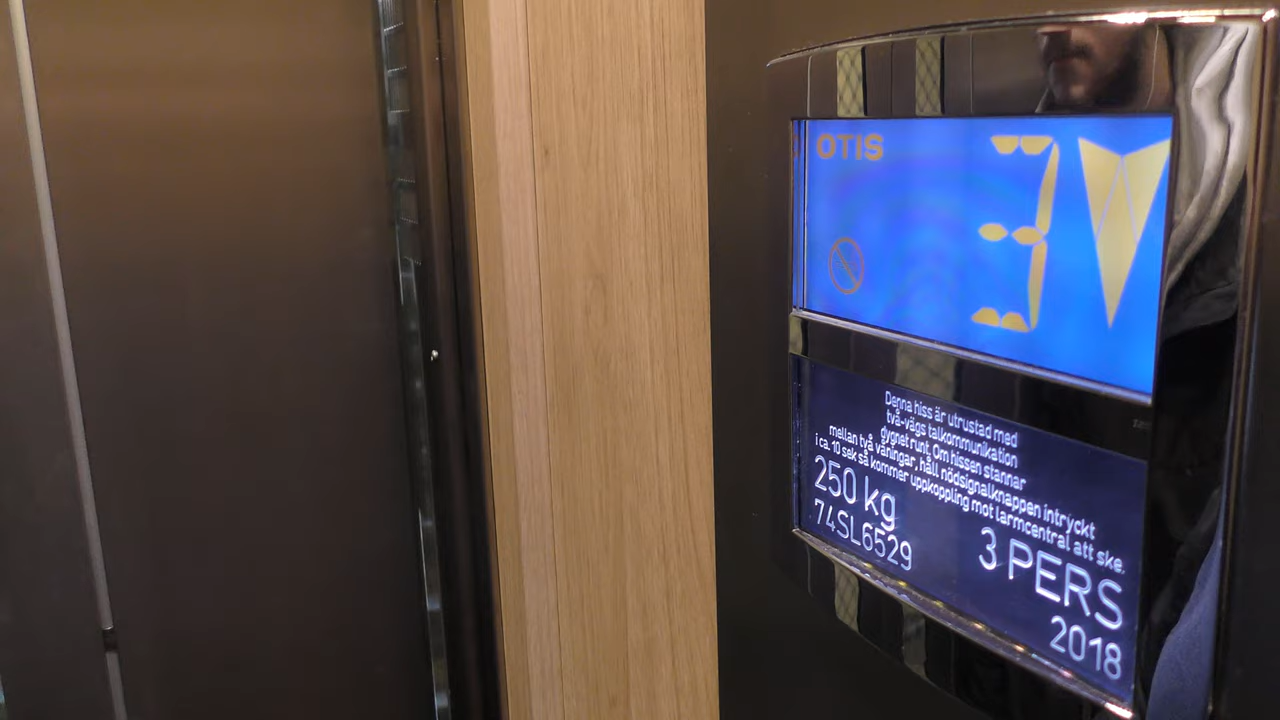 OTIS
3
Denna hiss är utrustad med
två-vägs talkommunikation
dygnet runt. Om hissen stannar
mellan två våningar, håll nödsignalknappen intryckt
i ca. 10 sek så kommer uppkoppling mot larmcentral att ske.
250 kg
74SL6529
3 PERS
2018